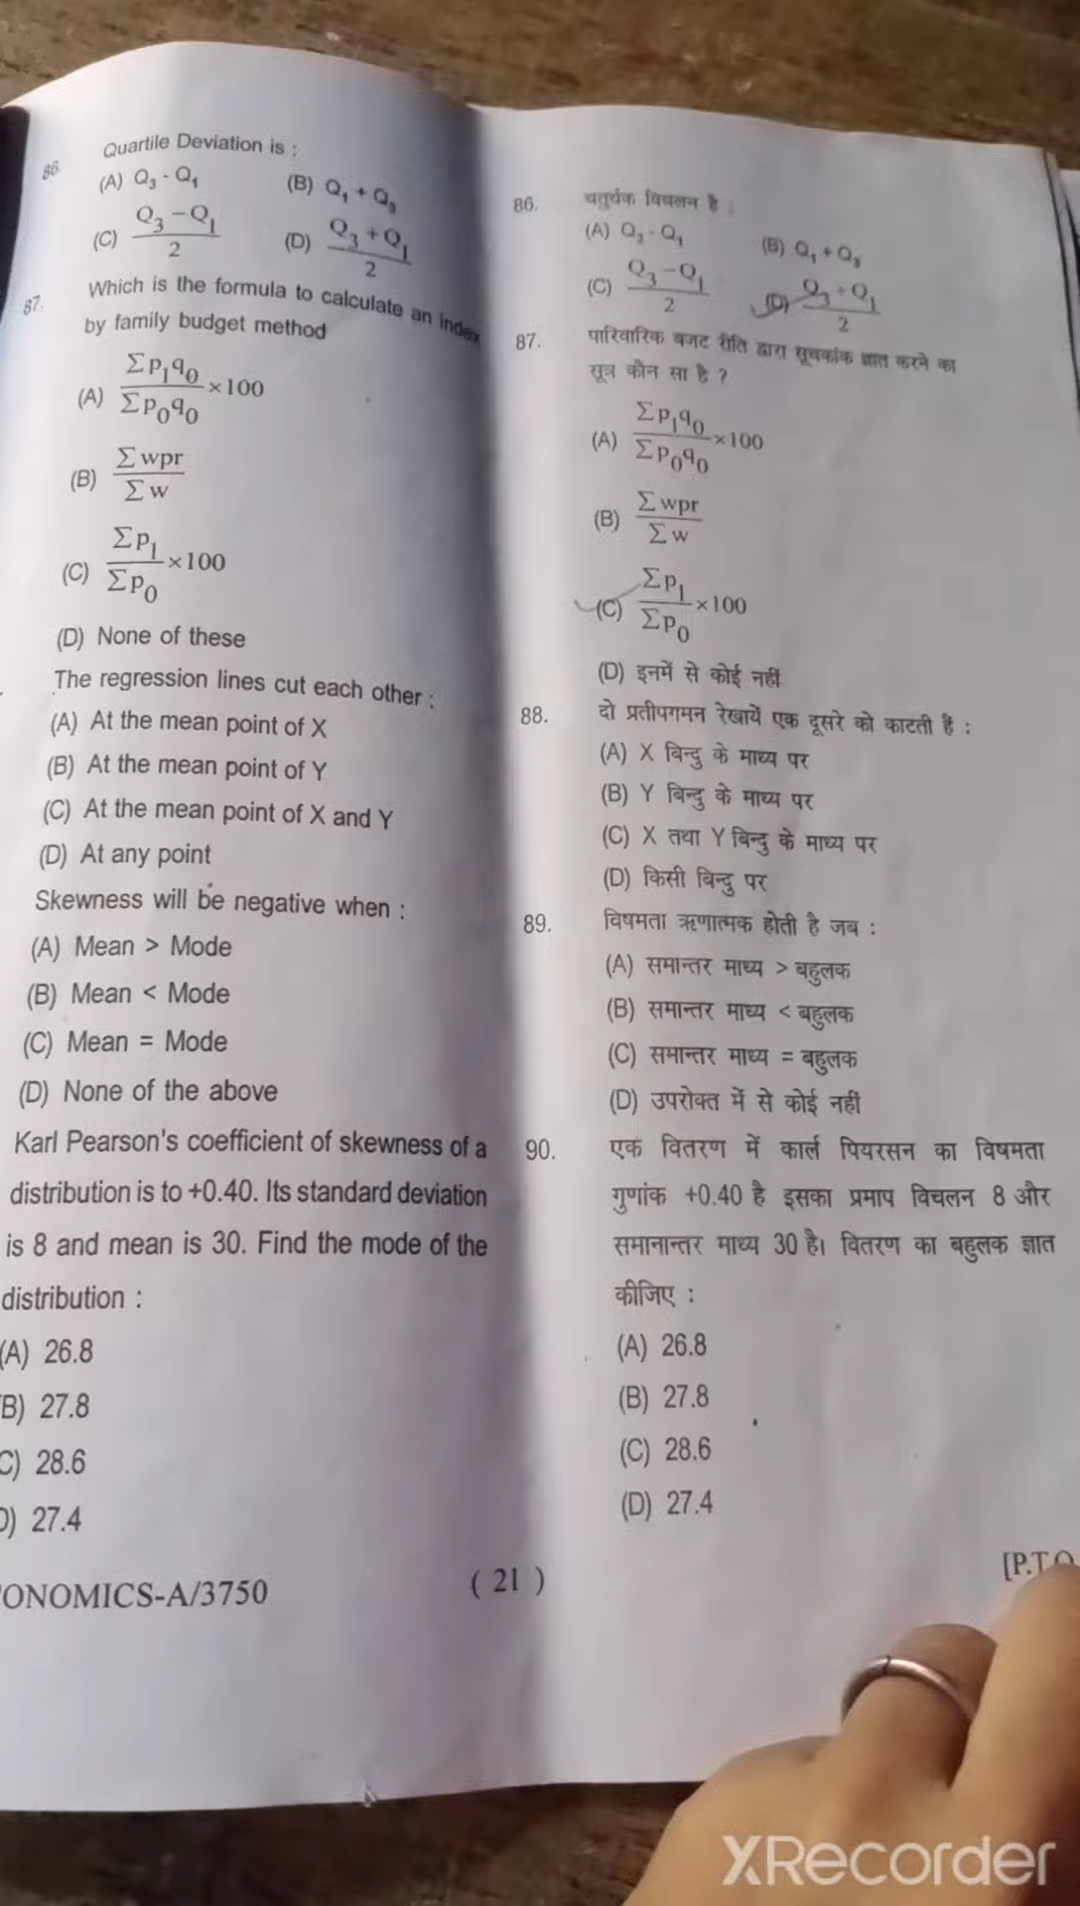 86. Quartile Deviation is :
(A) Q₃ - Q₁ (B) Q₁ + Q₃
(C) (Q₃ – Q₁)/2 (D) (Q₃ + Q₁)/2
87. Which is the formula to calculate an index
by family budget method
(A) Σp₁q₀/Σp₀q₀ ×100
(B) Σwpr/Σw
(C) Σp₁/Σp₀ ×100
(D) None of these
The regression lines cut each other :
(A) At the mean point of X
(B) At the mean point of Y
(C) At the mean point of X and Y
(D) At any point
Skewness will be negative when :
(A) Mean > Mode
(B) Mean < Mode
(C) Mean = Mode
(D) None of the above
Karl Pearson's coefficient of skewness of a
distribution is to +0.40. Its standard deviation
is 8 and mean is 30. Find the mode of the
distribution :
(A) 26.8
B) 27.8
C) 28.6
D) 27.4
86. चतुर्थक विचलन है :
(A) Q₃ - Q₁ (B) Q₁ + Q₃
(C) (Q₃ – Q₁)/2 (D) (Q₃ + Q₁)/2
87. पारिवारिक बजट रीति द्वारा सूचकांक ज्ञात करने का
सूत्र कौन सा है ?
(A) Σp₁q₀/Σp₀q₀ ×100
(B) Σwpr/Σw
(C) Σp₁/Σp₀ ×100
(D) इनमें से कोई नहीं
88. दो प्रतीपगमन रेखायें एक दूसरे को काटती हैं :
(A) X बिन्दु के माध्य पर
(B) Y बिन्दु के माध्य पर
(C) X तथा Y बिन्दु के माध्य पर
(D) किसी बिन्दु पर
89. विषमता ऋणात्मक होती है जब :
(A) समान्तर माध्य > बहुलक
(B) समान्तर माध्य < बहुलक
(C) समान्तर माध्य = बहुलक
(D) उपरोक्त में से कोई नहीं
90. एक वितरण में कार्ल पियरसन का विषमता
गुणांक +0.40 है इसका प्रमाप विचलन 8 और
समानान्तर माध्य 30 है। वितरण का बहुलक ज्ञात
कीजिए :
(A) 26.8
(B) 27.8
(C) 28.6
(D) 27.4
ONOMICS-A/3750 ( 21 ) [P.T.O
XRecorder